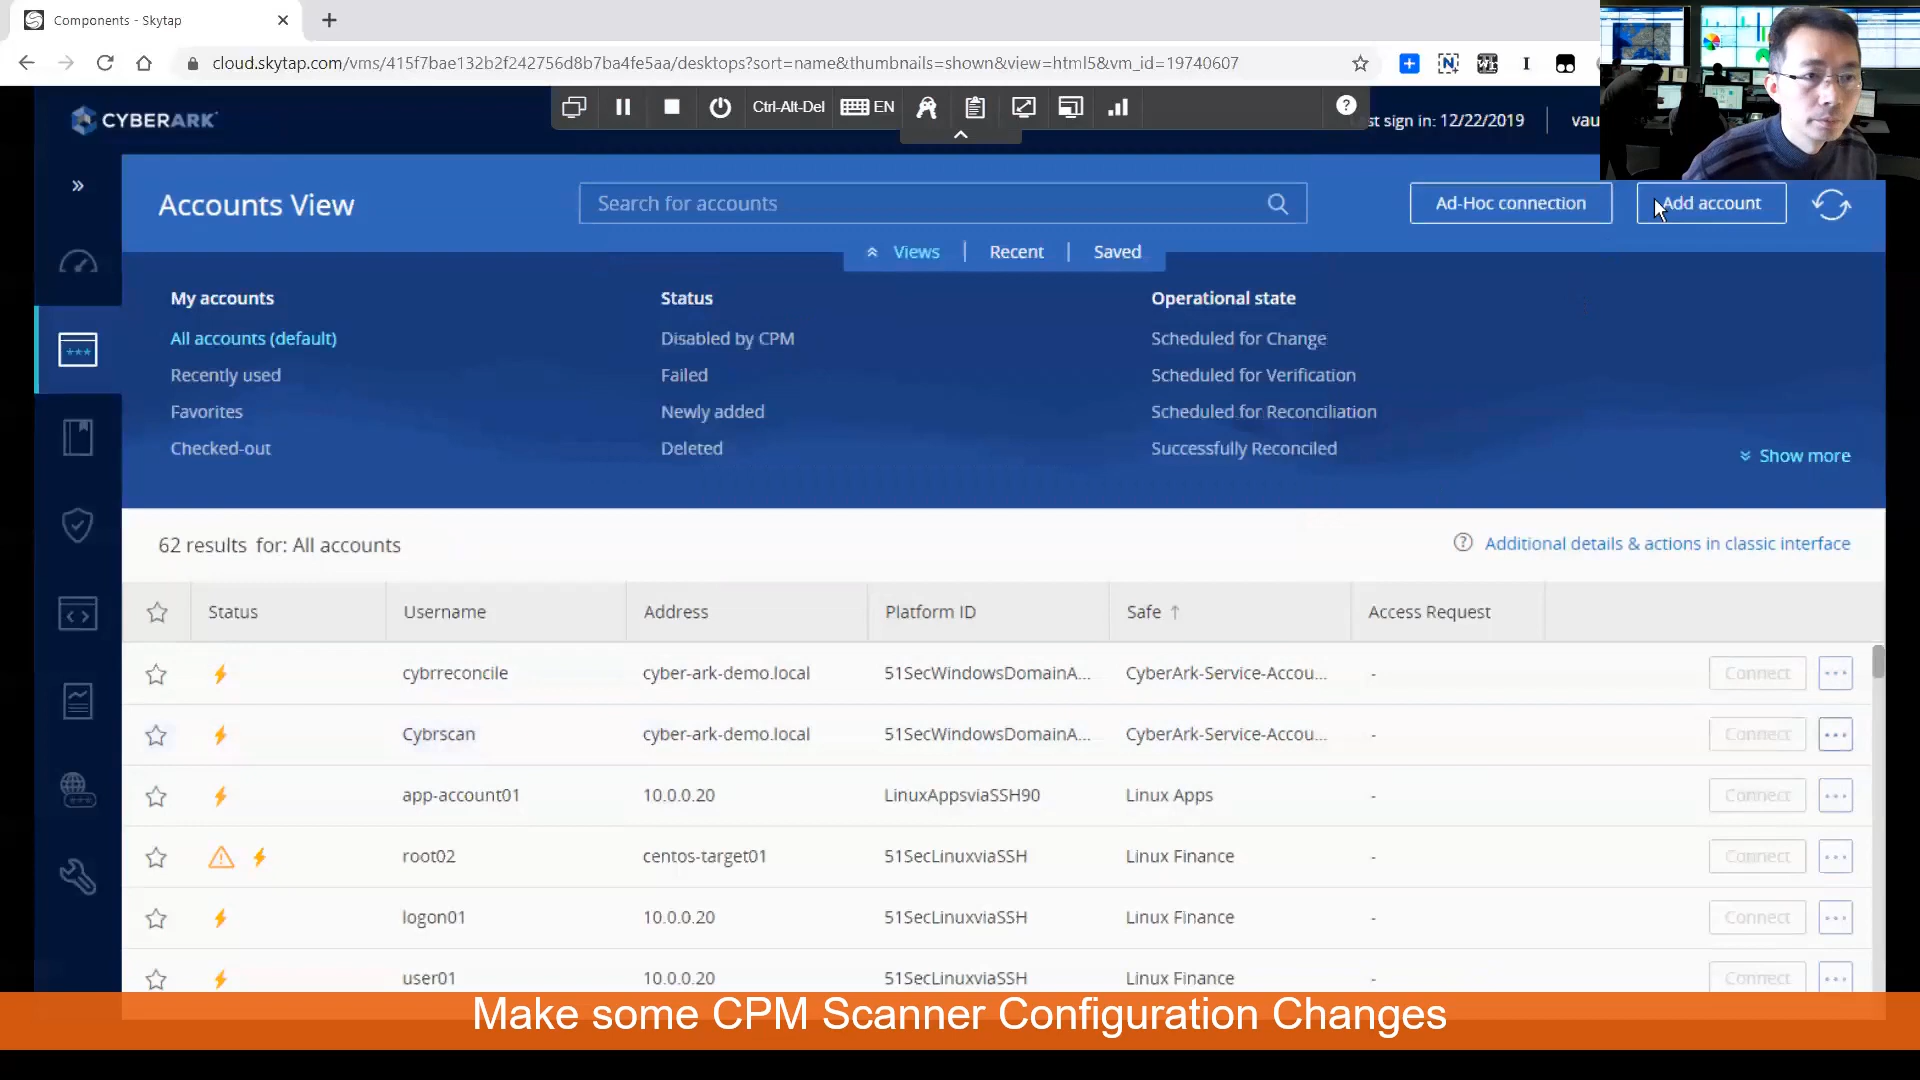 Components - Skytap
cloud.skytap.com/vms/415f7bae132b2f242756d8b7ba4fe5aa/desktops?sort=name&thumbnails=shown&view=html5&vm_id=19740607
CYBERARK
Ctrl-Alt-Del
EN
st sign in: 12/22/2019
vau
Accounts View
Search for accounts
Ad-Hoc connection
Add account
Views
Recent
Saved
My accounts
Status
Operational state
All accounts (default)
Disabled by CPM
Scheduled for Change
Recently used
Failed
Scheduled for Verification
Favorites
Newly added
Scheduled for Reconciliation
Checked-out
Deleted
Successfully Reconciled
Show more
62 results for: All accounts
Additional details & actions in classic interface
Status Username Address Platform ID Safe Access Request
cybrreconcile cyber-ark-demo.local 51SecWindowsDomainA... CyberArk-Service-Accou... - Connect ...
Cybrscan cyber-ark-demo.local 51SecWindowsDomainA... CyberArk-Service-Accou... - Connect ...
app-account01 10.0.0.20 LinuxAppsviaSSH90 Linux Apps - Connect ...
root02 centos-target01 51SecLinuxviaSSH Linux Finance - Connect ...
logon01 10.0.0.20 51SecLinuxviaSSH Linux Finance - Connect ...
user01 10.0.0.20 51SecLinuxviaSSH Linux Finance - Connect ...
Make some CPM Scanner Configuration Changes